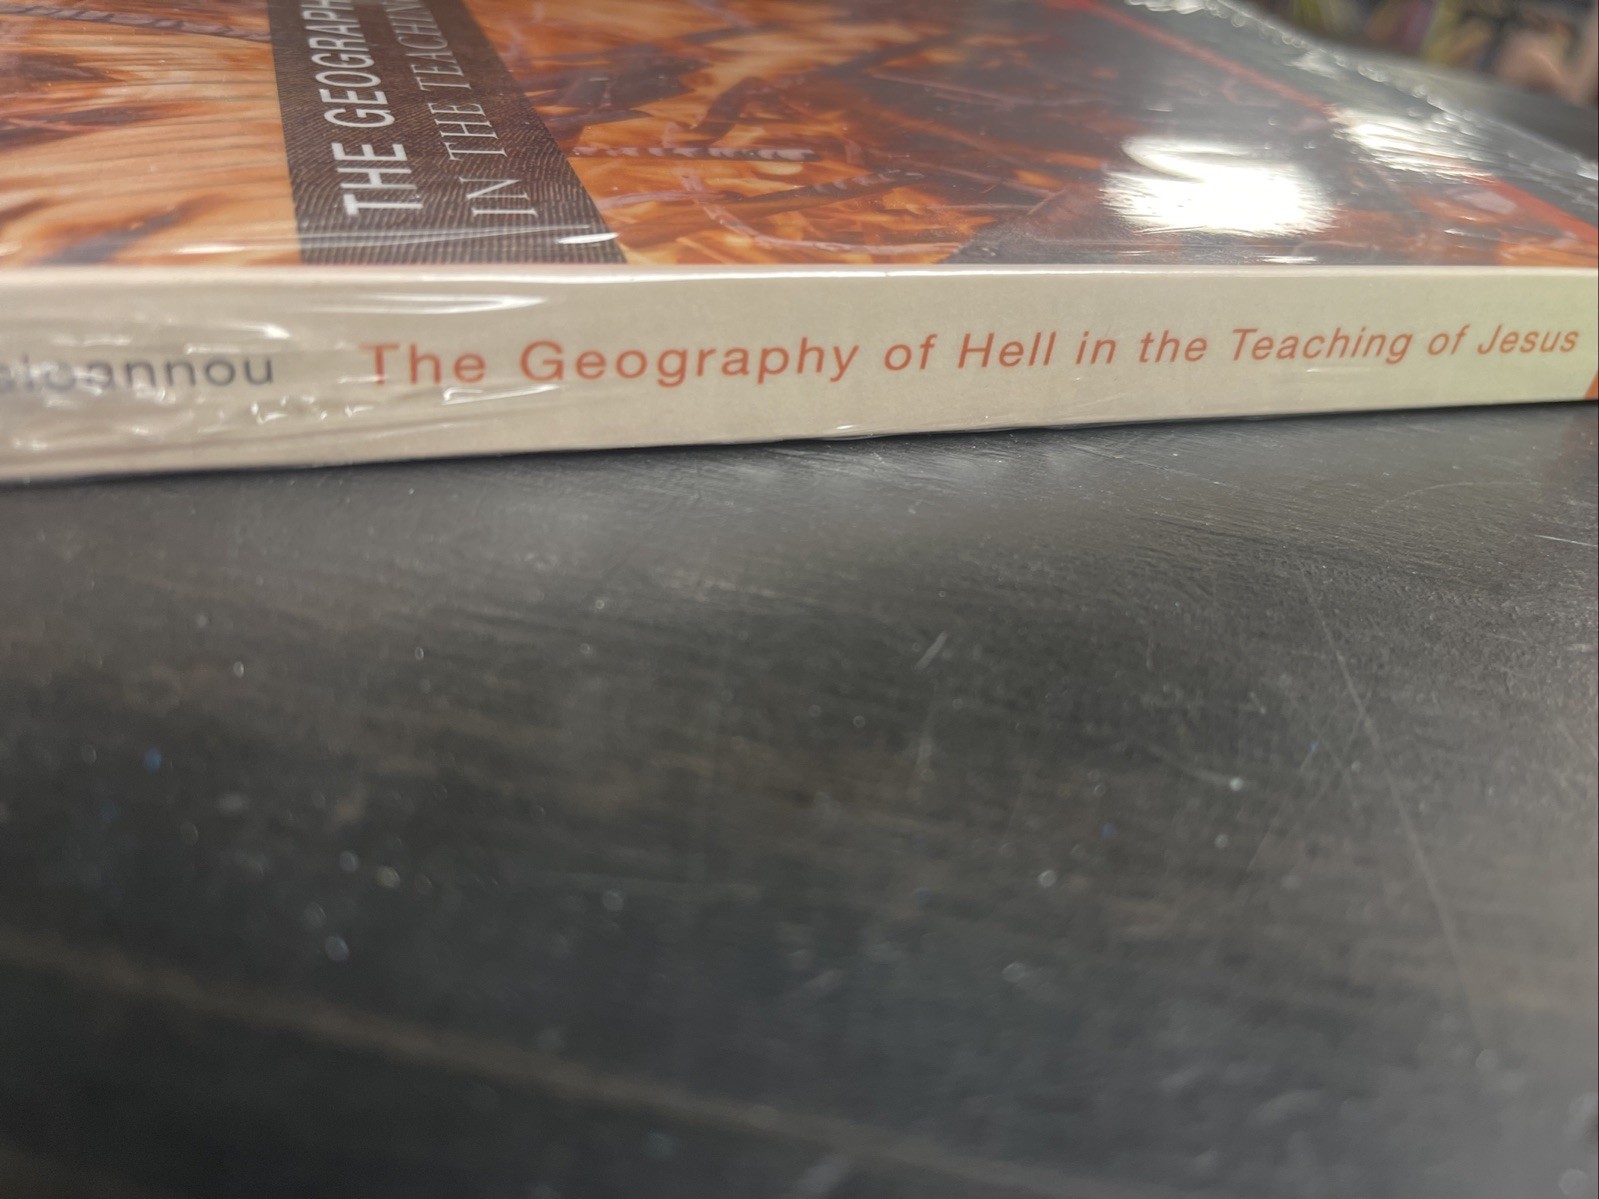 THE GEOGRAPH
IN THE TEACHIN
The Geography of Hell in the Teaching of Jesus